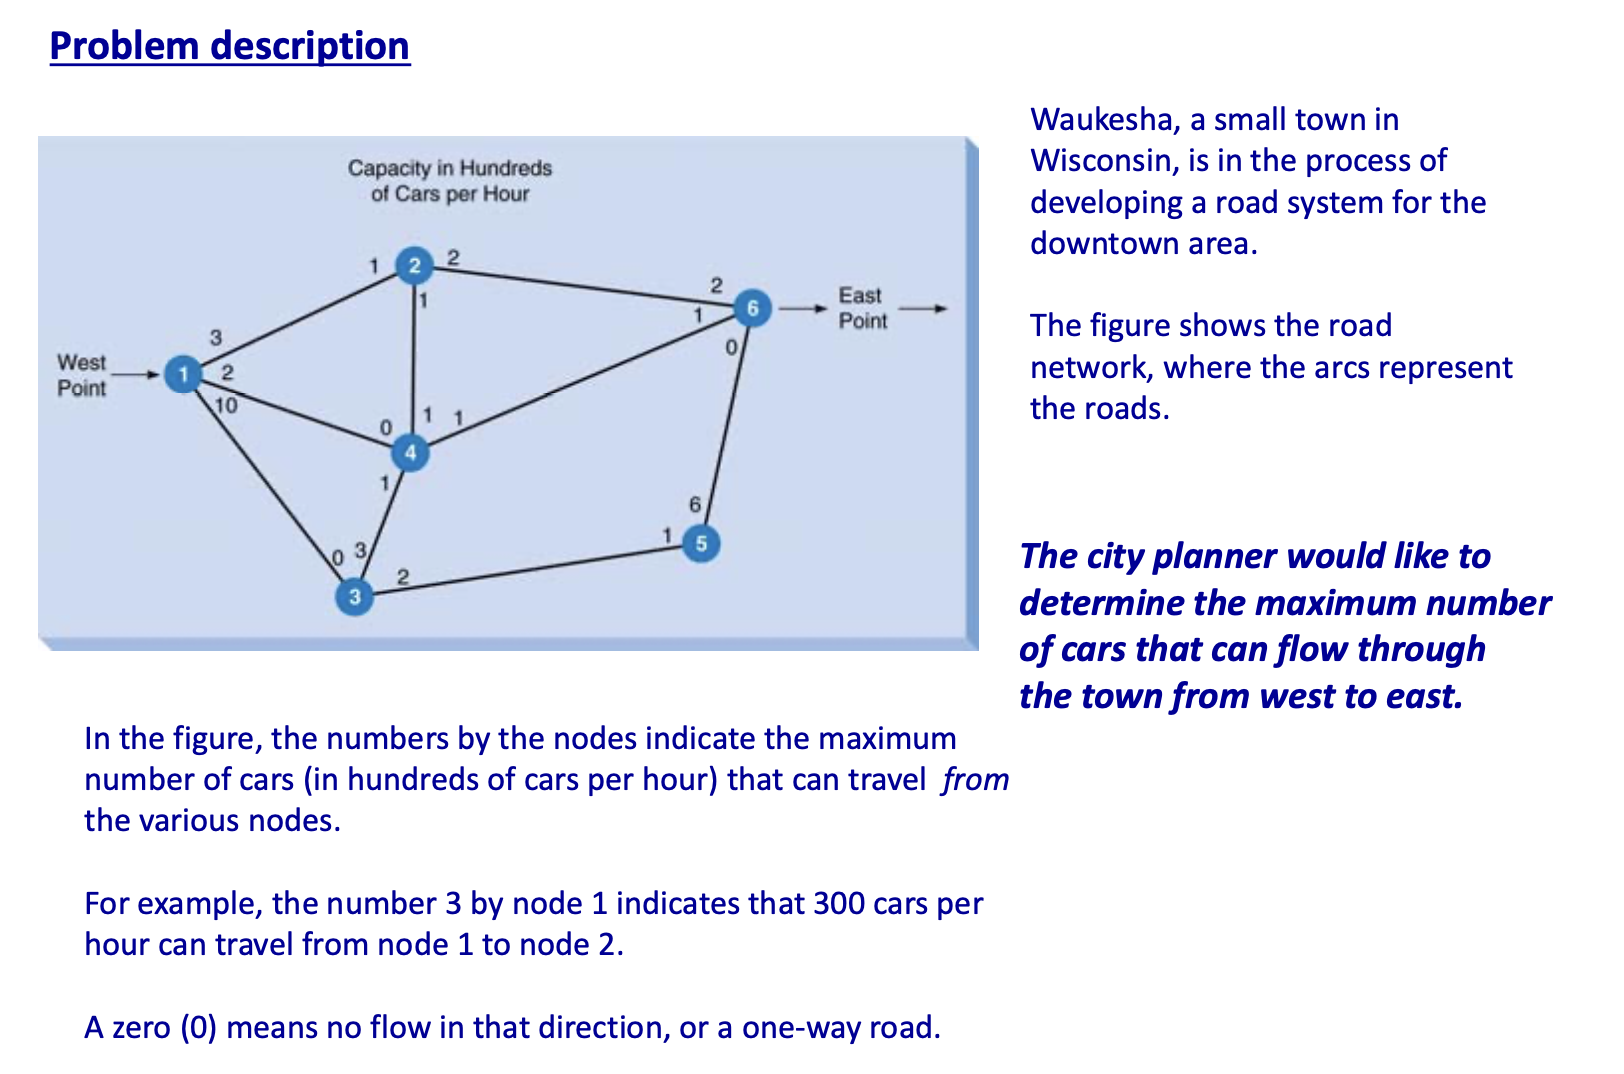 Problem description
Waukesha, a small town in
Wisconsin, is in the process of
developing a road system for the
downtown area.
The figure shows the road
network, where the arcs represent
the roads.
The city planner would like to
determine the maximum number
of cars that can flow through
the town from west to east.
Capacity in Hundreds
of Cars per Hour
1 2 2
1
2
1 6
0
East
Point
3
West
Point
1 2
10
0 1 1
4
1
6
1 5
0 3
2
3
In the figure, the numbers by the nodes indicate the maximum
number of cars (in hundreds of cars per hour) that can travel from
the various nodes.
For example, the number 3 by node 1 indicates that 300 cars per
hour can travel from node 1 to node 2.
A zero (0) means no flow in that direction, or a one-way road.